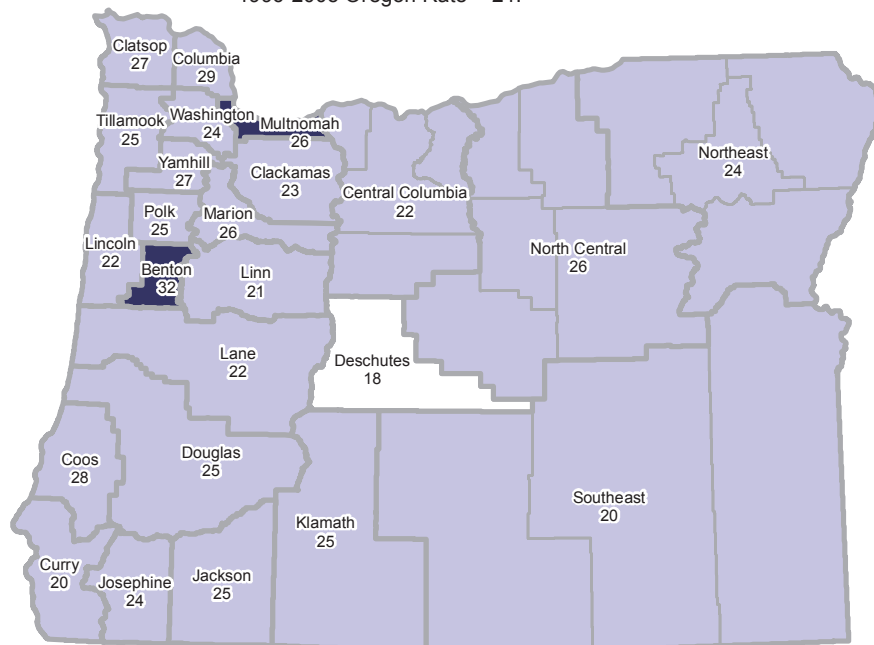 Oregon Rate
Clatsop
27
Columbia
29
Tillamook
25
Washington
24
Multnomah
26
Yamhill
27
Clackamas
23
Central Columbia
22
Northeast
24
Polk
25
Marion
26
Lincoln
22
Benton
32
Linn
21
North Central
26
Lane
22
Deschutes
18
Coos
28
Douglas
25
Klamath
25
Southeast
20
Curry
20
Josephine
24
Jackson
25